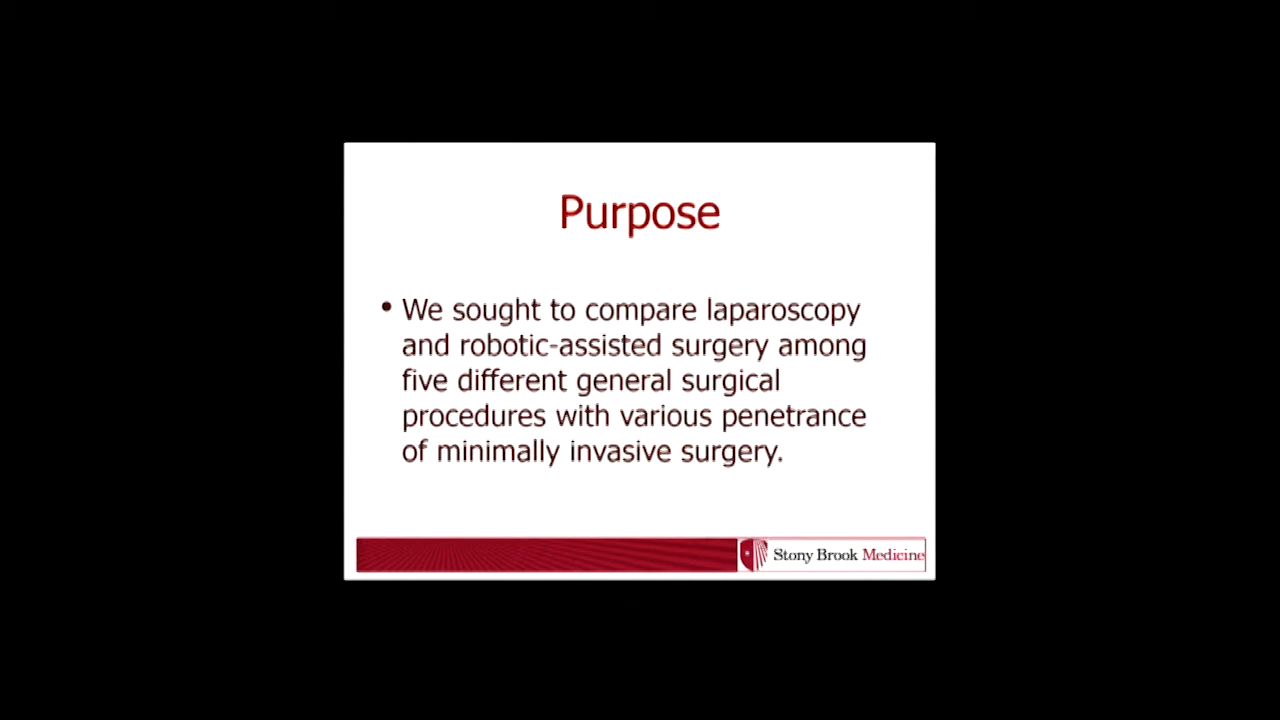 Purpose
• We sought to compare laparoscopy
and robotic-assisted surgery among
five different general surgical
procedures with various penetrance
of minimally invasive surgery.
Stony Brook Medicine